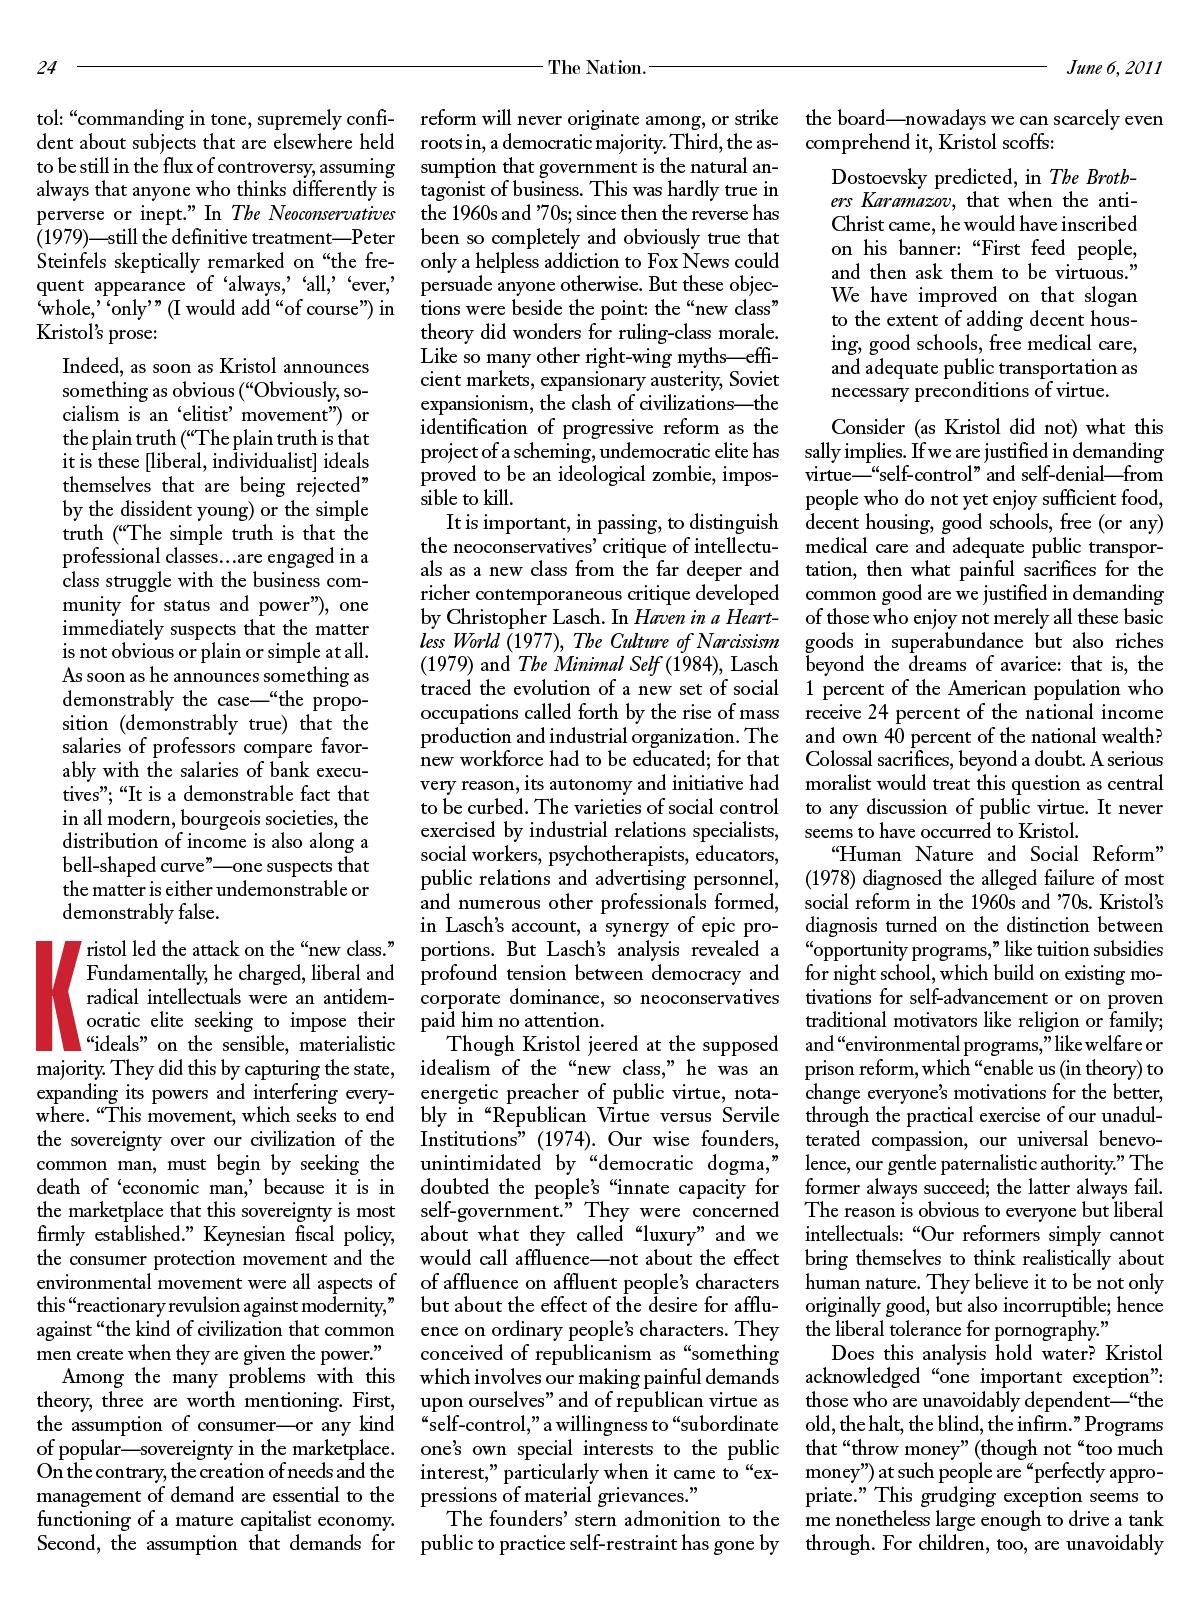 24
The Nation.
June 6, 2011
tol: “commanding in tone, supremely confi-
dent about subjects that are elsewhere held
to be still in the flux of controversy, assuming
always that anyone who thinks differently is
perverse or inept.” In The Neoconservatives
(1979)—still the definitive treatment—Peter
Steinfels skeptically remarked on “the fre-
quent appearance of ‘always,’ ‘all,’ ‘ever,’
‘whole,’ ‘only’” (I would add “of course”) in
Kristol’s prose:
Indeed, as soon as Kristol announces
something as obvious (“Obviously, so-
cialism is an ‘elitist’ movement”) or
the plain truth (“The plain truth is that
it is these [liberal, individualist] ideals
themselves that are being rejected”
by the dissident young) or the simple
truth (“The simple truth is that the
professional classes…are engaged in a
class struggle with the business com-
munity for status and power”), one
immediately suspects that the matter
is not obvious or plain or simple at all.
As soon as he announces something as
demonstrably the case—“the propo-
sition (demonstrably true) that the
salaries of professors compare favor-
ably with the salaries of bank execu-
tives”; “It is a demonstrable fact that
in all modern, bourgeois societies, the
distribution of income is also along a
bell-shaped curve”—one suspects that
the matter is either undemonstrable or
demonstrably false.
Kristol led the attack on the “new class.”
Fundamentally, he charged, liberal and
radical intellectuals were an antidem-
ocratic elite seeking to impose their
“ideals” on the sensible, materialistic
majority. They did this by capturing the state,
expanding its powers and interfering every-
where. “This movement, which seeks to end
the sovereignty over our civilization of the
common man, must begin by seeking the
death of ‘economic man,’ because it is in
the marketplace that this sovereignty is most
firmly established.” Keynesian fiscal policy,
the consumer protection movement and the
environmental movement were all aspects of
this “reactionary revulsion against modernity,”
against “the kind of civilization that common
men create when they are given the power.”
Among the many problems with this
theory, three are worth mentioning. First,
the assumption of consumer—or any kind
of popular—sovereignty in the marketplace.
On the contrary, the creation of needs and the
management of demand are essential to the
functioning of a mature capitalist economy.
Second, the assumption that demands for
reform will never originate among, or strike
roots in, a democratic majority. Third, the as-
sumption that government is the natural an-
tagonist of business. This was hardly true in
the 1960s and ’70s; since then the reverse has
been so completely and obviously true that
only a helpless addiction to Fox News could
persuade anyone otherwise. But these objec-
tions were beside the point: the “new class”
theory did wonders for ruling-class morale.
Like so many other right-wing myths—effi-
cient markets, expansionary austerity, Soviet
expansionism, the clash of civilizations—the
identification of progressive reform as the
project of a scheming, undemocratic elite has
proved to be an ideological zombie, impos-
sible to kill.
It is important, in passing, to distinguish
the neoconservatives’ critique of intellectu-
als as a new class from the far deeper and
richer contemporaneous critique developed
by Christopher Lasch. In Haven in a Heart-
less World (1977), The Culture of Narcissism
(1979) and The Minimal Self (1984), Lasch
traced the evolution of a new set of social
occupations called forth by the rise of mass
production and industrial organization. The
new workforce had to be educated; for that
very reason, its autonomy and initiative had
to be curbed. The varieties of social control
exercised by industrial relations specialists,
social workers, psychotherapists, educators,
public relations and advertising personnel,
and numerous other professionals formed,
in Lasch’s account, a synergy of epic pro-
portions. But Lasch’s analysis revealed a
profound tension between democracy and
corporate dominance, so neoconservatives
paid him no attention.
Though Kristol jeered at the supposed
idealism of the “new class,” he was an
energetic preacher of public virtue, nota-
bly in “Republican Virtue versus Servile
Institutions” (1974). Our wise founders,
unintimidated by “democratic dogma,”
doubted the people’s “innate capacity for
self-government.” They were concerned
about what they called “luxury” and we
would call affluence—not about the effect
of affluence on affluent people’s characters
but about the effect of the desire for afflu-
ence on ordinary people’s characters. They
conceived of republicanism as “something
which involves our making painful demands
upon ourselves” and of republican virtue as
“self-control,” a willingness to “subordinate
one’s own special interests to the public
interest,” particularly when it came to “ex-
pressions of material grievances.”
The founders’ stern admonition to the
public to practice self-restraint has gone by
the board—nowadays we can scarcely even
comprehend it, Kristol scoffs:
Dostoevsky predicted, in The Broth-
ers Karamazov, that when the anti-
Christ came, he would have inscribed
on his banner: “First feed people,
and then ask them to be virtuous.”
We have improved on that slogan
to the extent of adding decent hous-
ing, good schools, free medical care,
and adequate public transportation as
necessary preconditions of virtue.
Consider (as Kristol did not) what this
sally implies. If we are justified in demanding
virtue—“self-control” and self-denial—from
people who do not yet enjoy sufficient food,
decent housing, good schools, free (or any)
medical care and adequate public transpor-
tation, then what painful sacrifices for the
common good are we justified in demanding
of those who enjoy not merely all these basic
goods in superabundance but also riches
beyond the dreams of avarice: that is, the
1 percent of the American population who
receive 24 percent of the national income
and own 40 percent of the national wealth?
Colossal sacrifices, beyond a doubt. A serious
moralist would treat this question as central
to any discussion of public virtue. It never
seems to have occurred to Kristol.
“Human Nature and Social Reform”
(1978) diagnosed the alleged failure of most
social reform in the 1960s and ’70s. Kristol’s
diagnosis turned on the distinction between
“opportunity programs,” like tuition subsidies
for night school, which build on existing mo-
tivations for self-advancement or on proven
traditional motivators like religion or family;
and “environmental programs,” like welfare or
prison reform, which “enable us (in theory) to
change everyone’s motivations for the better,
through the practical exercise of our unadul-
terated compassion, our universal benevo-
lence, our gentle paternalistic authority.” The
former always succeed; the latter always fail.
The reason is obvious to everyone but liberal
intellectuals: “Our reformers simply cannot
bring themselves to think realistically about
human nature. They believe it to be not only
originally good, but also incorruptible; hence
the liberal tolerance for pornography.”
Does this analysis hold water? Kristol
acknowledged “one important exception”:
those who are unavoidably dependent—“the
old, the halt, the blind, the infirm.” Programs
that “throw money” (though not “too much
money”) at such people are “perfectly appro-
priate.” This grudging exception seems to
me nonetheless large enough to drive a tank
through. For children, too, are unavoidably